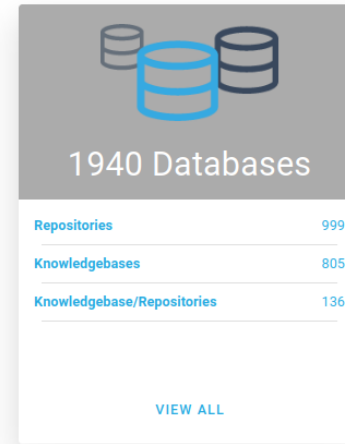 1940 Databases
Repositories 999
Knowledgebases 805
Knowledgebase/Repositories 136
VIEW ALL